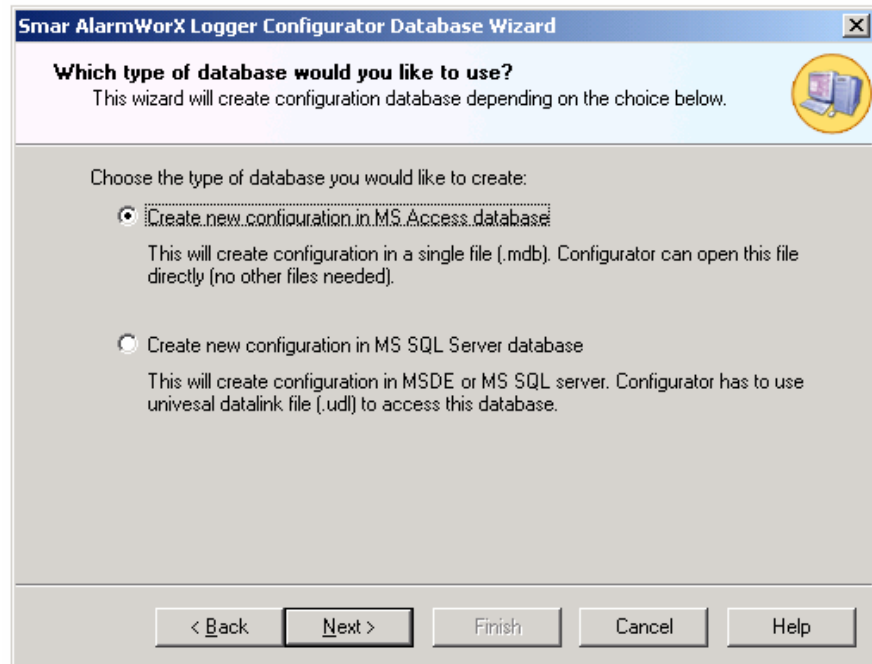 Smar AlarmWorX Logger Configurator Database Wizard
Which type of database would you like to use?
This wizard will create configuration database depending on the choice below.
Choose the type of database you would like to create:
Create new configuration in MS Access database
This will create configuration in a single file (.mdb). Configurator can open this file
directly (no other files needed).
Create new configuration in MS SQL Server database
This will create configuration in MSDE or MS SQL server. Configurator has to use
univesal datalink file (.udl) to access this database.
< Back
Next >
Finish
Cancel
Help